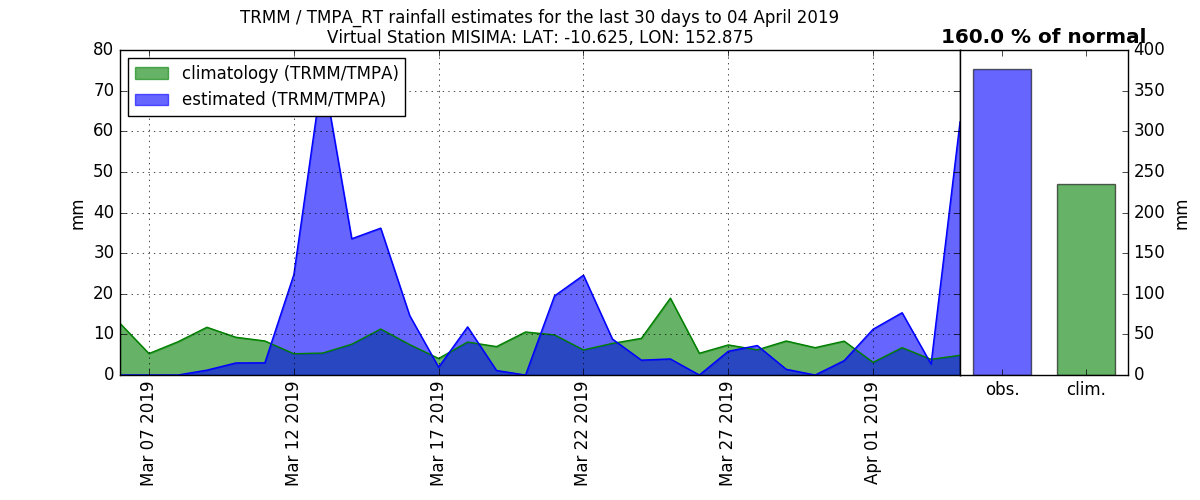 TRMM / TMPA_RT rainfall estimates for the last 30 days to 04 April 2019
Virtual Station MISIMA: LAT: -10.625, LON: 152.875
160.0 % of normal
climatology (TRMM/TMPA)
estimated (TRMM/TMPA)
80
70
60
50
40
30
20
10
0
mm
Mar 07 2019
Mar 12 2019
Mar 17 2019
Mar 22 2019
Mar 27 2019
Apr 01 2019
obs.
clim.
400
350
300
250
200
150
100
50
0
mm